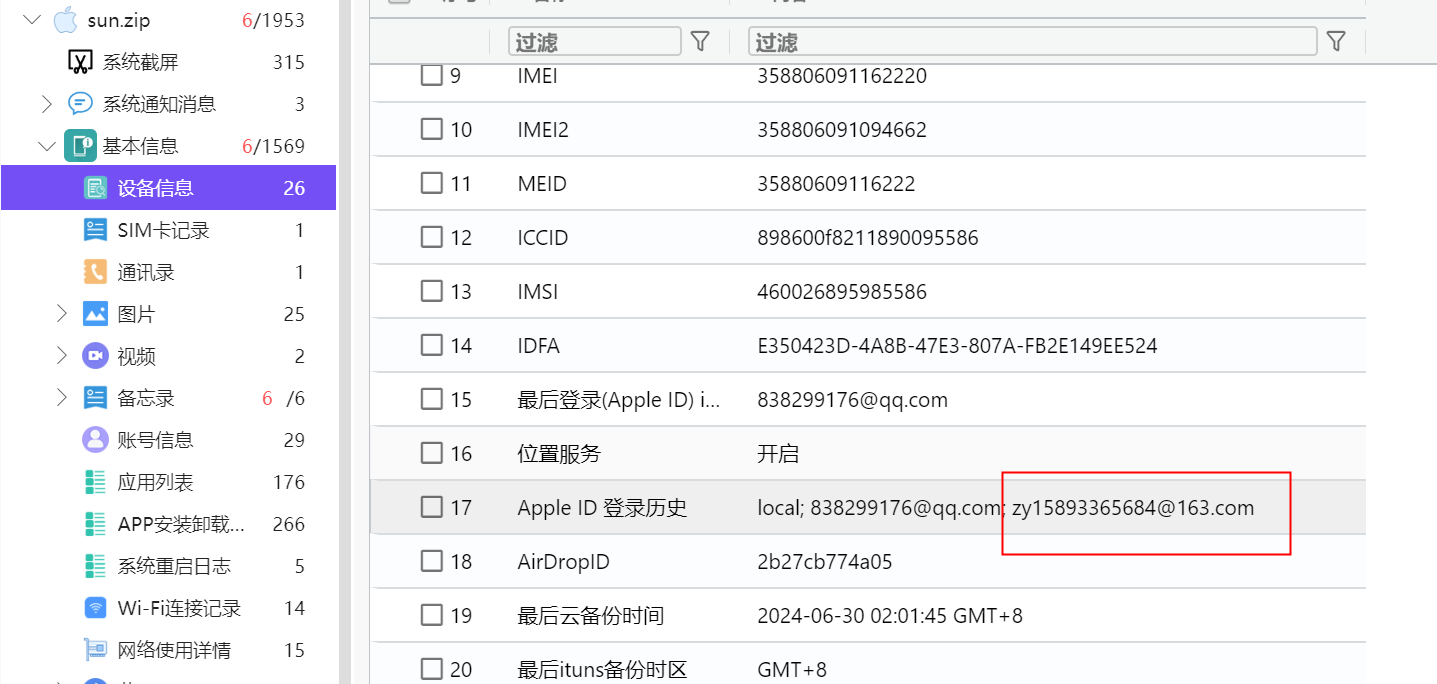 sun.zip 6/1953
系统截屏 315
系统通知消息 3
基本信息 6/1569
设备信息 26
SIM卡记录 1
通讯录 1
图片 25
视频 2
备忘录 6 /6
账号信息 29
应用列表 176
APP安装卸载... 266
系统重启日志 5
Wi-Fi连接记录 14
网络使用详情 15
过滤 过滤
9 IMEI 358806091162220
10 IMEI2 358806091094662
11 MEID 35880609116222
12 ICCID 898600f8211890095586
13 IMSI 460026895985586
14 IDFA E350423D-4A8B-47E3-807A-FB2E149EE524
15 最后登录(Apple ID) i... 838299176@qq.com
16 位置服务 开启
17 Apple ID 登录历史 local; 838299176@qq.com; zy15893365684@163.com
18 AirDropID 2b27cb774a05
19 最后云备份时间 2024-06-30 02:01:45 GMT+8
20 最后ituns备份时区 GMT+8